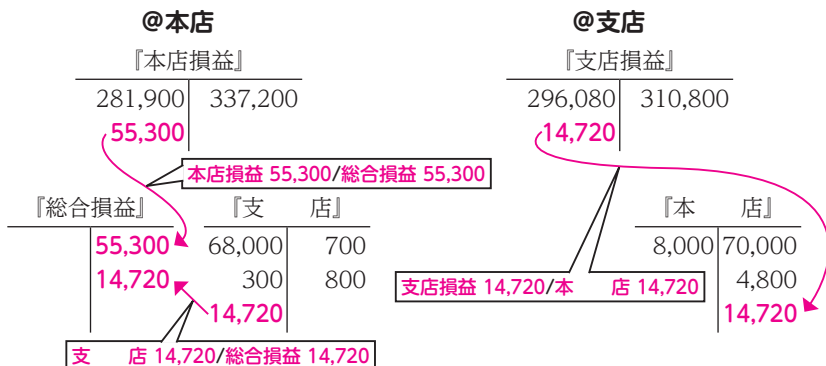 @本店 @支店
『本店損益』 『支店損益』
281,900 337,200 296,080 310,800
55,300 14,720
本店損益 55,300/総合損益 55,300
『総合損益』 『支 店』 『本 店』
55,300 68,000 700 8,000 70,000
14,720 300 800 支店損益 14,720/本 店 14,720 4,800
14,720 14,720
支 店 14,720/総合損益 14,720